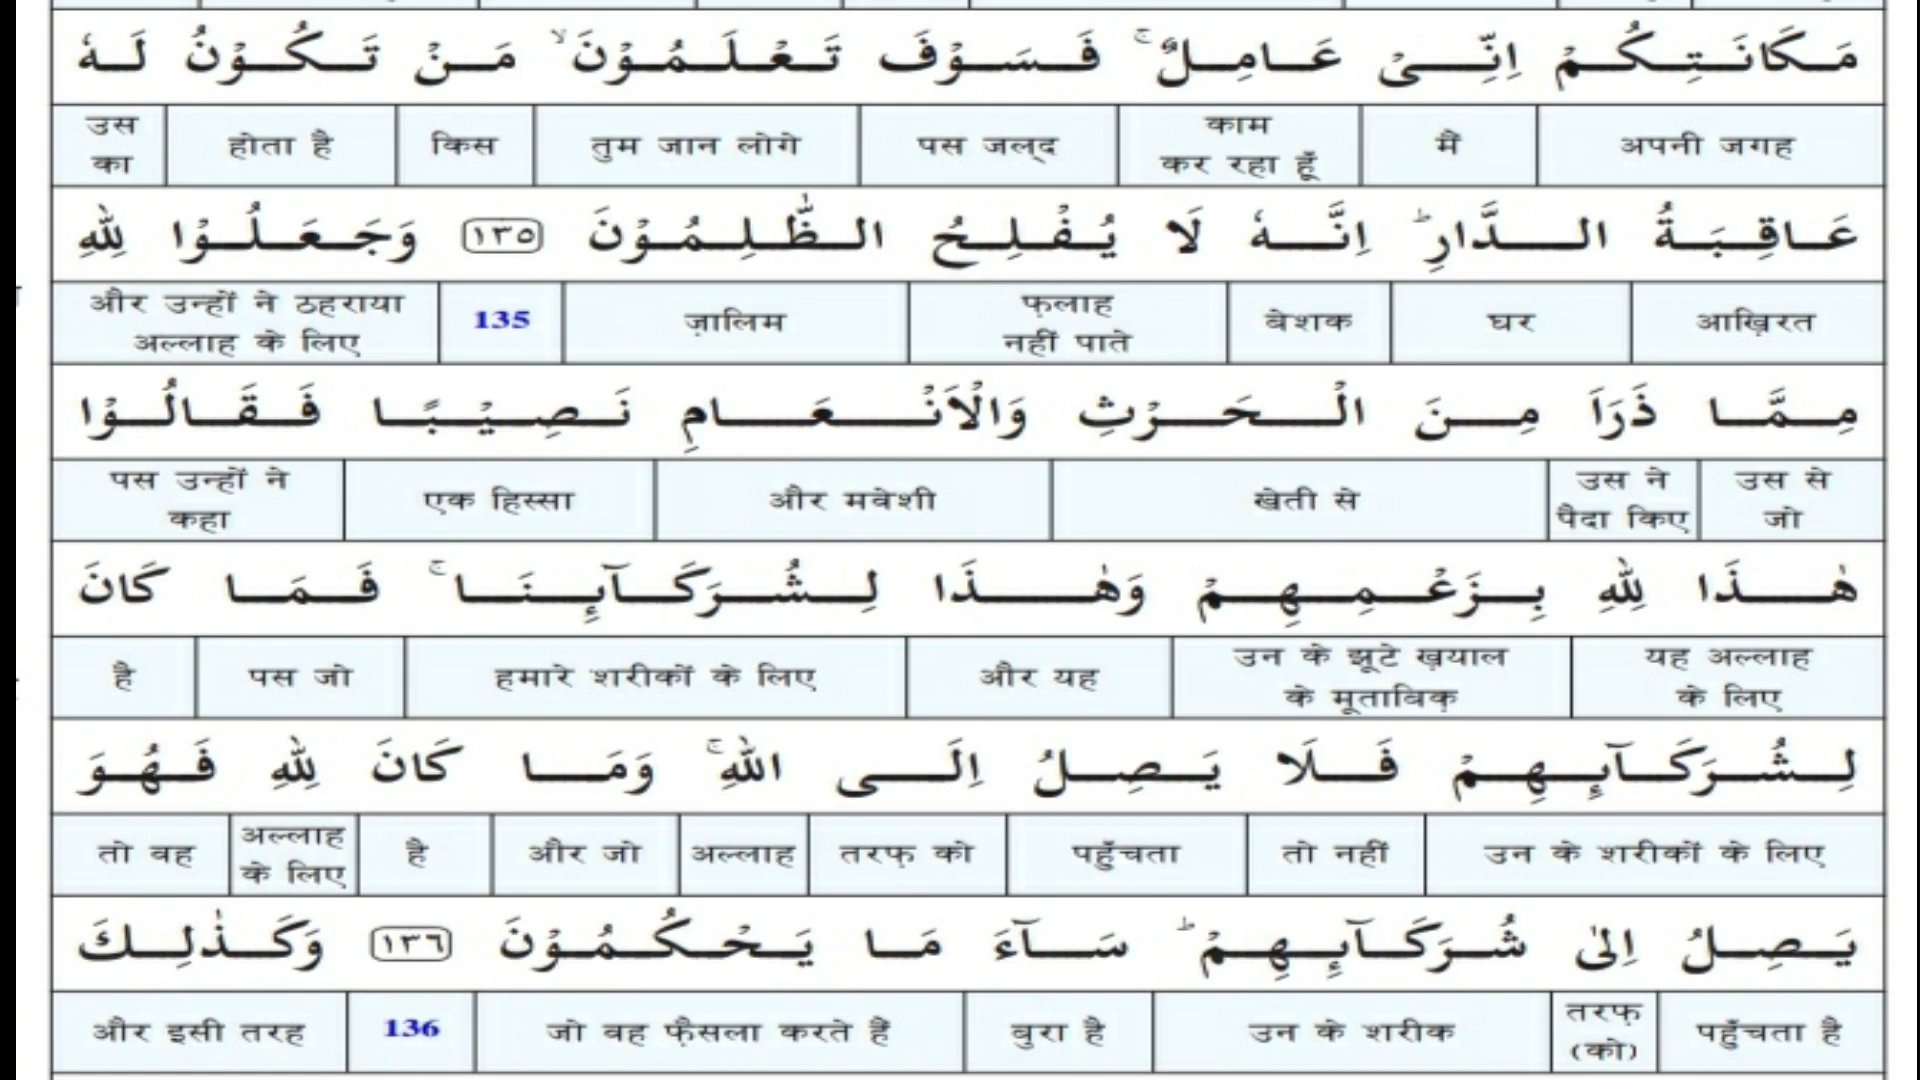 مَكَانَتِكُمْ اِنِّىْ عَامِلٌ ۚ فَسَوْفَ تَعْلَمُوْنَ ۙ مَنْ تَكُوْنُ لَهٗ
अपनी जगह मैं काम कर रहा हूँ पस जल्द तुम जान लोगे किस होता है उस का
عَاقِبَةُ الدَّارِ ؕ اِنَّهٗ لَا يُفْلِحُ الظّٰلِمُوْنَ ١٣٥ وَجَعَلُوْا لِلّٰهِ
आख़िरत घर बेशक फ़लाह नहीं पाते ज़ालिम 135 और उन्हों ने ठहराया अल्लाह के लिए
مِمَّا ذَرَاَ مِنَ الْحَرْثِ وَالْاَنْعَامِ نَصِيْبًا فَقَالُوْا
उस से जो उस ने पैदा किए खेती से और मवेशी एक हिस्सा पस उन्हों ने कहा
هٰذَا لِلّٰهِ بِزَعْمِهِمْ وَهٰذَا لِشُرَكَآٮِٕنَا ۚ فَمَا كَانَ
यह अल्लाह के लिए उन के झूटे ख़याल के मूताबिक़ और यह हमारे शरीकों के लिए पस जो है
لِشُرَكَآٮِٕهِمْ فَلَا يَصِلُ اِلَى اللّٰهِ ۚ وَمَا كَانَ لِلّٰهِ فَهُوَ
उन के शरीकों के लिए तो नहीं पहुँचता तरफ़ को अल्लाह और जो है अल्लाह के लिए तो वह
يَصِلُ اِلٰى شُرَكَآٮِٕهِمْ ؕ سَآءَ مَا يَحْكُمُوْنَ ١٣٦ وَكَذٰلِكَ
पहुँचता है तरफ़ (को) उन के शरीक बुरा है जो वह फ़ैसला करते हैं 136 और इसी तरह